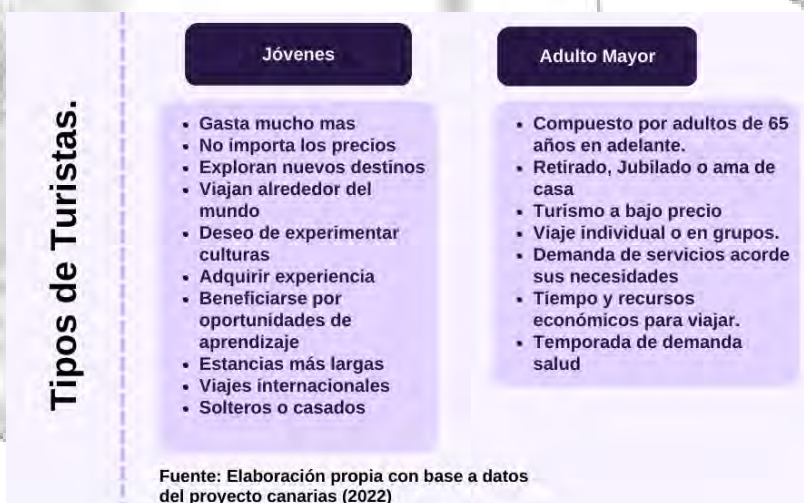 Tipos de Turistas.
Jóvenes
Gasta mucho mas
No importa los precios
Exploran nuevos destinos
Viajan alrededor del
mundo
Deseo de experimentar
culturas
Adquirir experiencia
Beneficiarse por
oportunidades de
aprendizaje
Estancias más largas
Viajes internacionales
Solteros o casados
Adulto Mayor
Compuesto por adultos de 65
años en adelante.
Retirado, Jubilado o ama de
casa
Turismo a bajo precio
Viaje individual o en grupos.
Demanda de servicios acorde
sus necesidades
Tiempo y recursos
económicos para viajar.
Temporada de demanda
salud
Fuente: Elaboración propia con base a datos
del proyecto canarias (2022)